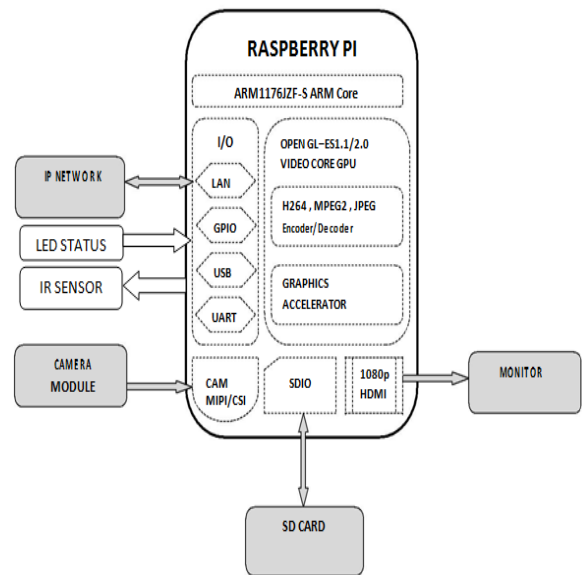 RASPBERRY PI
ARM1176JZF-S ARM Core
I/O
LAN
GPIO
USB
UART
OPEN GL–ES1.1/2.0
VIDEO CORE GPU
H264 , MPEG2 , JPEG
Encoder/Decoder
GRAPHICS
ACCELERATOR
IP NETWORK
LED STATUS
IR SENSOR
CAMERA
MODULE
CAM
MIPI/CSI
SDIO
1080p
HDMI
MONITOR
SD CARD